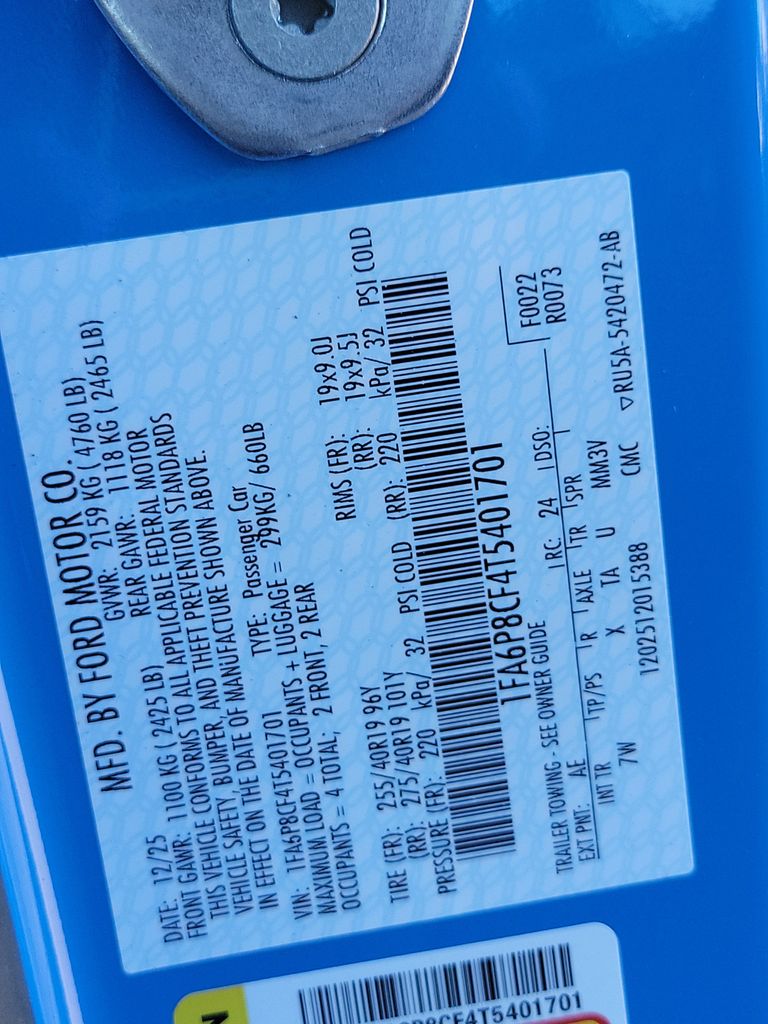 MFD. BY FORD MOTOR CO.
DATE: 12/25 GVWR: 2159 KG ( 4760 LB)
FRONT GAWR: 1100 KG ( 2425 LB) REAR GAWR: 1118 KG ( 2465 LB)
THIS VEHICLE CONFORMS TO ALL APPLICABLE FEDERAL MOTOR
VEHICLE SAFETY, BUMPER, AND THEFT PREVENTION STANDARDS
IN EFFECT ON THE DATE OF MANUFACTURE SHOWN ABOVE.
VIN: 1FA6P8CF4T5401701 TYPE: Passenger Car
MAXIMUM LOAD = OCCUPANTS + LUGGAGE = 299KG/ 660LB
OCCUPANTS = 4 TOTAL; 2 FRONT, 2 REAR
TIRE (FR): 255/40R19 96Y RIMS (FR): 19x9.0J
(RR): 275/40R19 101Y (RR): 19x9.5J
PRESSURE (FR): 220 kPa/ 32 PSI COLD (RR): 220 kPa/ 32 PSI COLD
1FA6P8CF4T5401701
F0022
R0073
TRAILER TOWING - SEE OWNER GUIDE
EXT PNT: AE RC: 24 DSO:
INT TR TP/PS R AXLE TR SPR
7W X TA U MM3V
1202512015388 CMC ▽RU5A-5420472-AB
N
1701